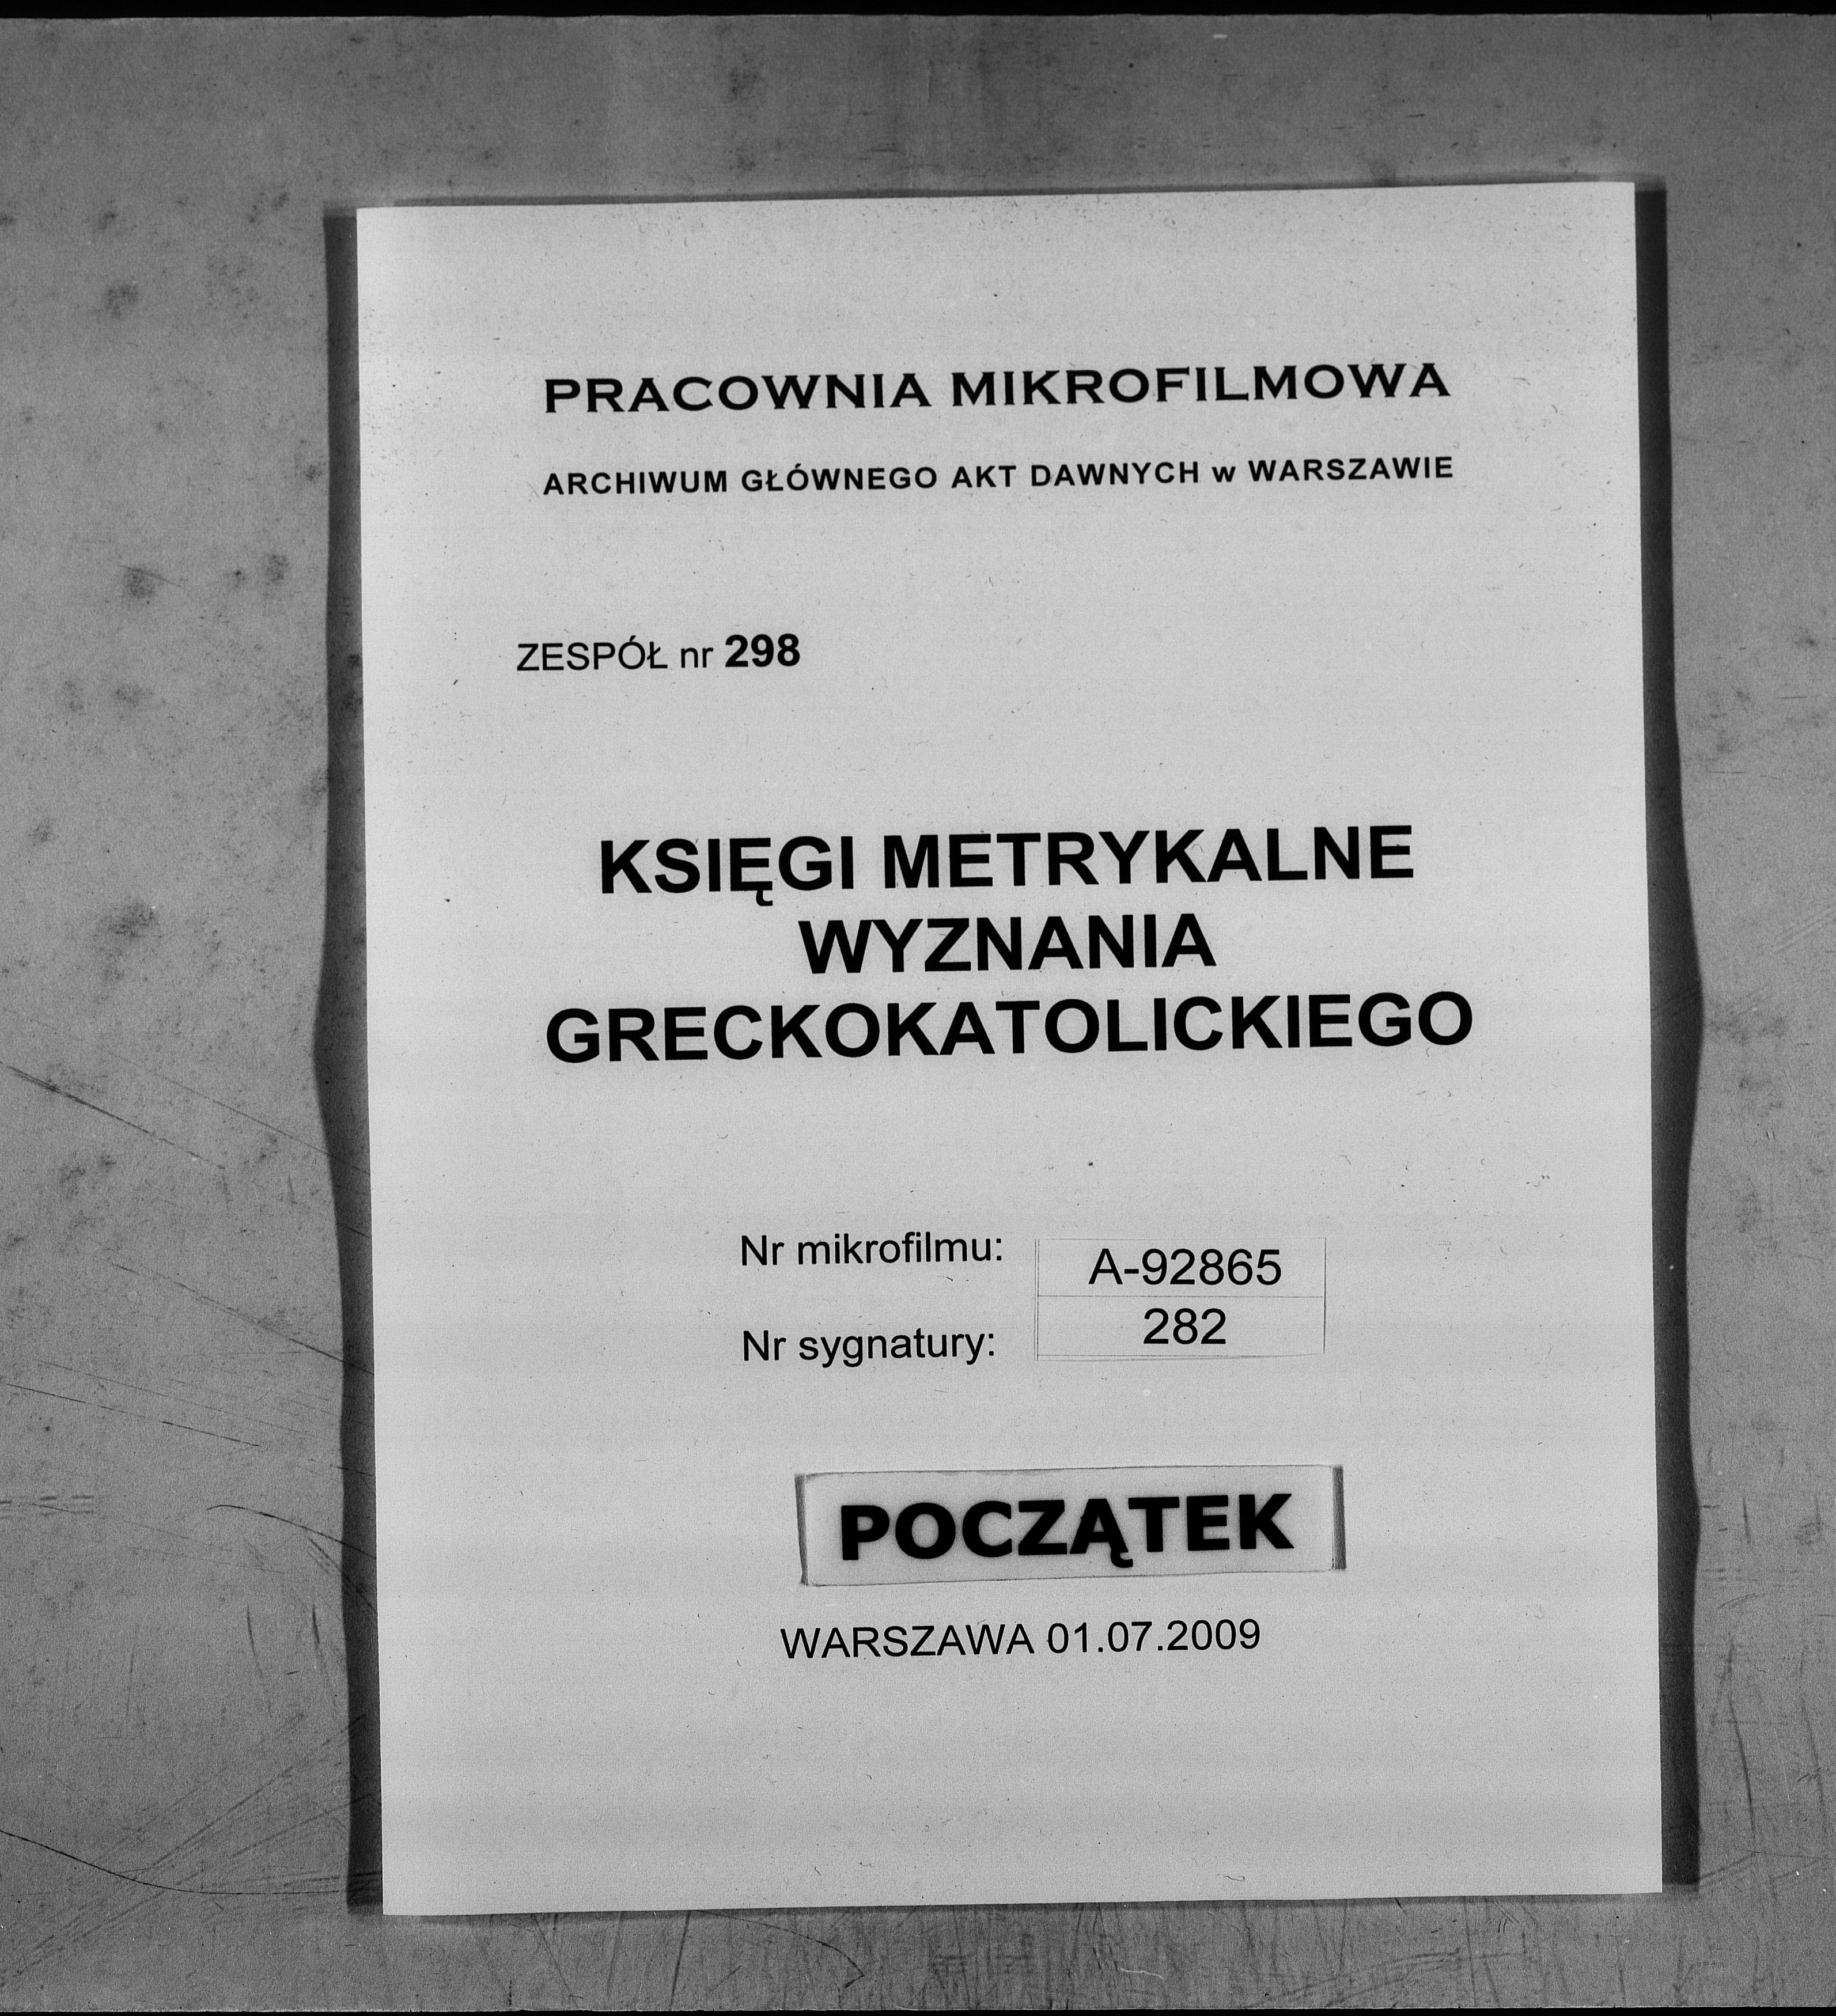 PRACOWNIA MIKROFILMOWA
ARCHIWUM GŁÓWNEGO AKT DAWNYCH w WARSZAWIE
ZESPÓŁ nr 298
KSIĘGI METRYKALNE
WYZNANIA
GRECKOKATOLICKIEGO
Nr mikrofilmu: A-92865
Nr sygnatury: 282
POCZĄTEK
WARSZAWA 01.07.2009